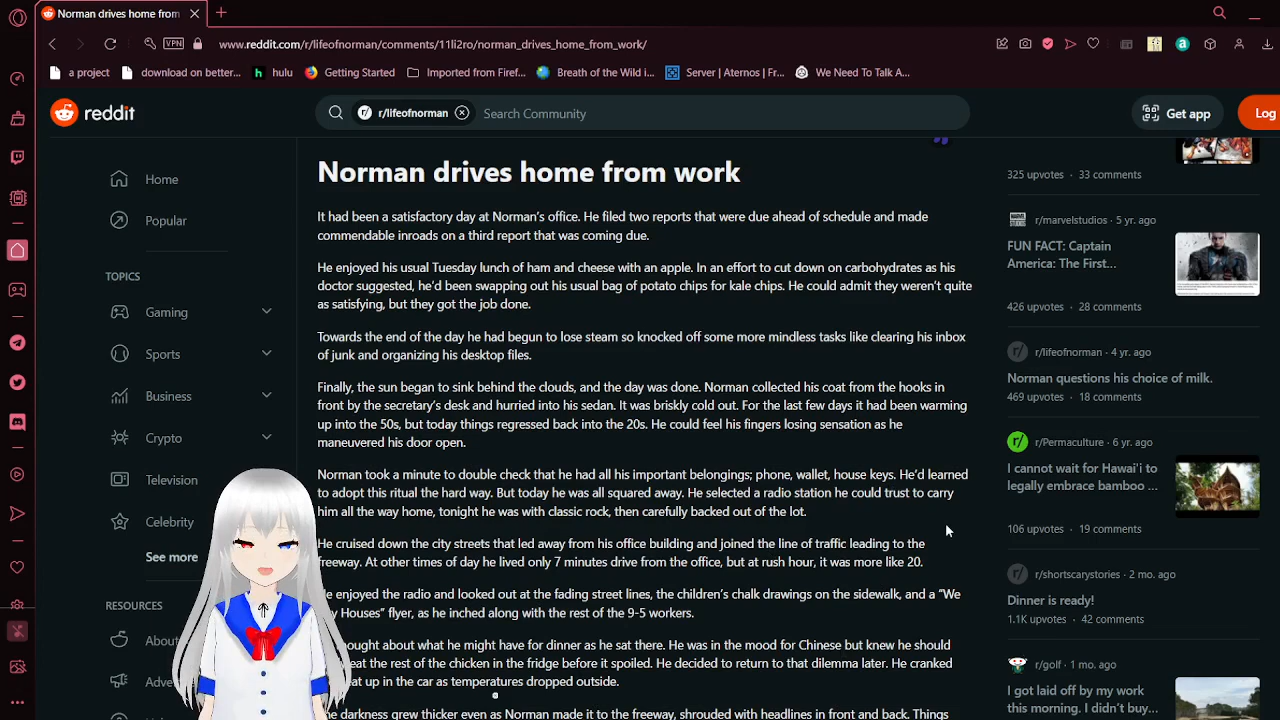 Norman drives home from
www.reddit.com/r/lifeofnorman/comments/11li2ro/norman_drives_home_from_work/
VPN
a project
download on better...
hulu
Getting Started
Imported from Firef...
Breath of the Wild i...
Server | Aternos | Fr...
We Need To Talk A...
reddit
r/lifeofnorman
Search Community
Get app
Log
Home
Popular
TOPICS
Gaming
Sports
Business
Crypto
Television
Celebrity
See more
RESOURCES
About
Adve
Norman drives home from work
It had been a satisfactory day at Norman's office. He filed two reports that were due ahead of schedule and made
commendable inroads on a third report that was coming due.
He enjoyed his usual Tuesday lunch of ham and cheese with an apple. In an effort to cut down on carbohydrates as his
doctor suggested, he'd been swapping out his usual bag of potato chips for kale chips. He could admit they weren't quite
as satisfying, but they got the job done.
Towards the end of the day he had begun to lose steam so knocked off some more mindless tasks like clearing his inbox
of junk and organizing his desktop files.
Finally, the sun began to sink behind the clouds, and the day was done. Norman collected his coat from the hooks in
front by the secretary's desk and hurried into his sedan. It was briskly cold out. For the last few days it had been warming
up into the 50s, but today things regressed back into the 20s. He could feel his fingers losing sensation as he
maneuvered his door open.
Norman took a minute to double check that he had all his important belongings; phone, wallet, house keys. He'd learned
to adopt this ritual the hard way. But today he was all squared away. He selected a radio station he could trust to carry
him all the way home, tonight he was with classic rock, then carefully backed out of the lot.
He cruised down the city streets that led away from his office building and joined the line of traffic leading to the
freeway. At other times of day he lived only 7 minutes drive from the office, but at rush hour, it was more like 20.
He enjoyed the radio and looked out at the fading street lines, the children's chalk drawings on the sidewalk, and a “We
y Houses” flyer, as he inched along with the rest of the 9-5 workers.
ought about what he might have for dinner as he sat there. He was in the mood for Chinese but knew he should
eat the rest of the chicken in the fridge before it spoiled. He decided to return to that dilemma later. He cranked
at up in the car as temperatures dropped outside.
he darkness grew thicker even as Norman made it to the freeway, shrouded with headlines in front and back. Things
325 upvotes · 33 comments
r/marvelstudios · 5 yr. ago
FUN FACT: Captain
America: The First...
426 upvotes · 28 comments
r/lifeofnorman · 4 yr. ago
Norman questions his choice of milk.
469 upvotes · 18 comments
r/Permaculture · 6 yr. ago
I cannot wait for Hawai'i to
legally embrace bamboo ...
106 upvotes · 19 comments
r/shortscarystories · 2 mo. ago
Dinner is ready!
1.1K upvotes · 42 comments
r/golf · 1 mo. ago
I got laid off by my work
this morning. I didn't buy...